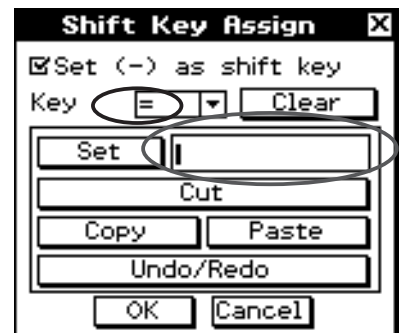 Shift Key Assign X
Set (-) as shift key
Key = Clear
Set
Cut
Copy Paste
Undo/Redo
OK Cancel